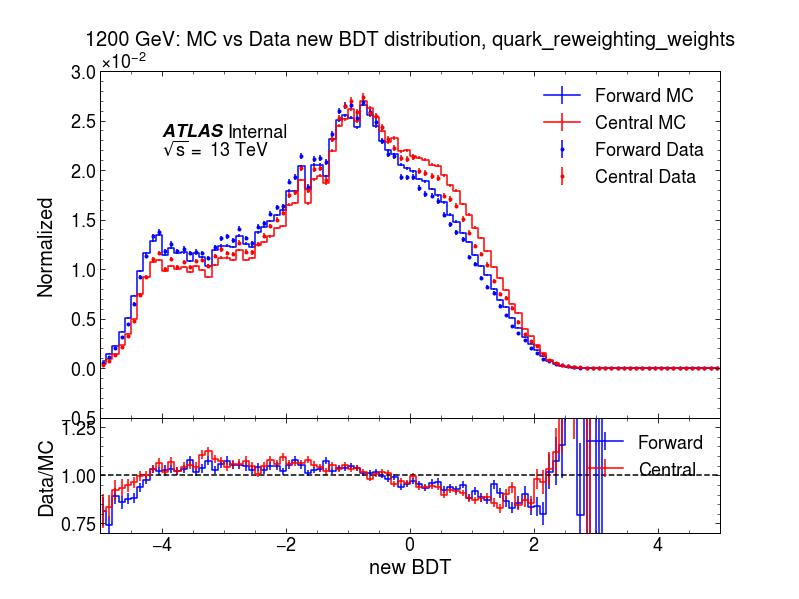 1200 GeV: MC vs Data new BDT distribution, quark_reweighting_weights
×10⁻²
3.0
2.5
2.0
1.5
1.0
0.5
0.0
−0.5
Normalized
ATLAS Internal
√s = 13 TeV
Forward MC
Central MC
Forward Data
Central Data
1.25
1.00
0.75
Data/MC
Forward
Central
−4
−2
0
2
4
new BDT